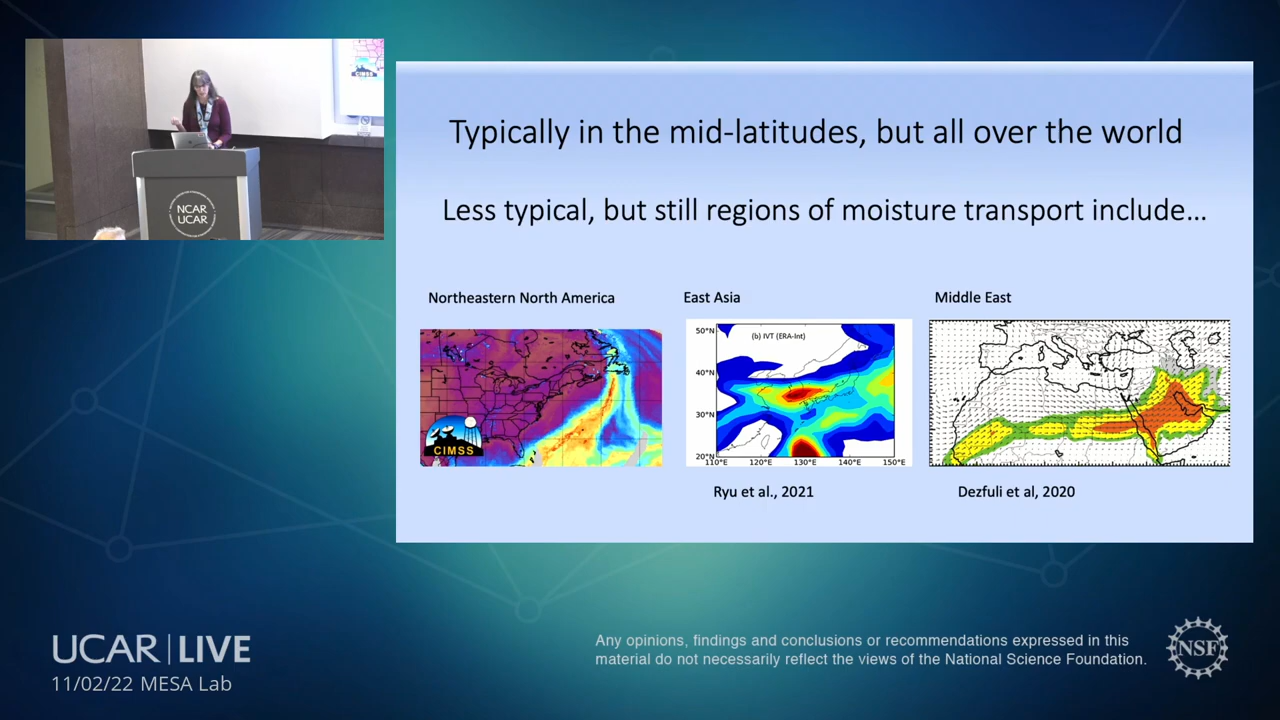 Typically in the mid-latitudes, but all over the world
Less typical, but still regions of moisture transport include…
Northeastern North America
East Asia
Middle East
CIMSS
50°N
40°N
30°N
20°N
(b) IVT (ERA-Int)
110°E 120°E 130°E 140°E 150°E
Ryu et al., 2021
Dezfuli et al, 2020
NCAR
UCAR
CIMSS
UCAR | LIVE
11/02/22 MESA Lab
Any opinions, findings and conclusions or recommendations expressed in this
material do not necessarily reflect the views of the National Science Foundation.
NSF